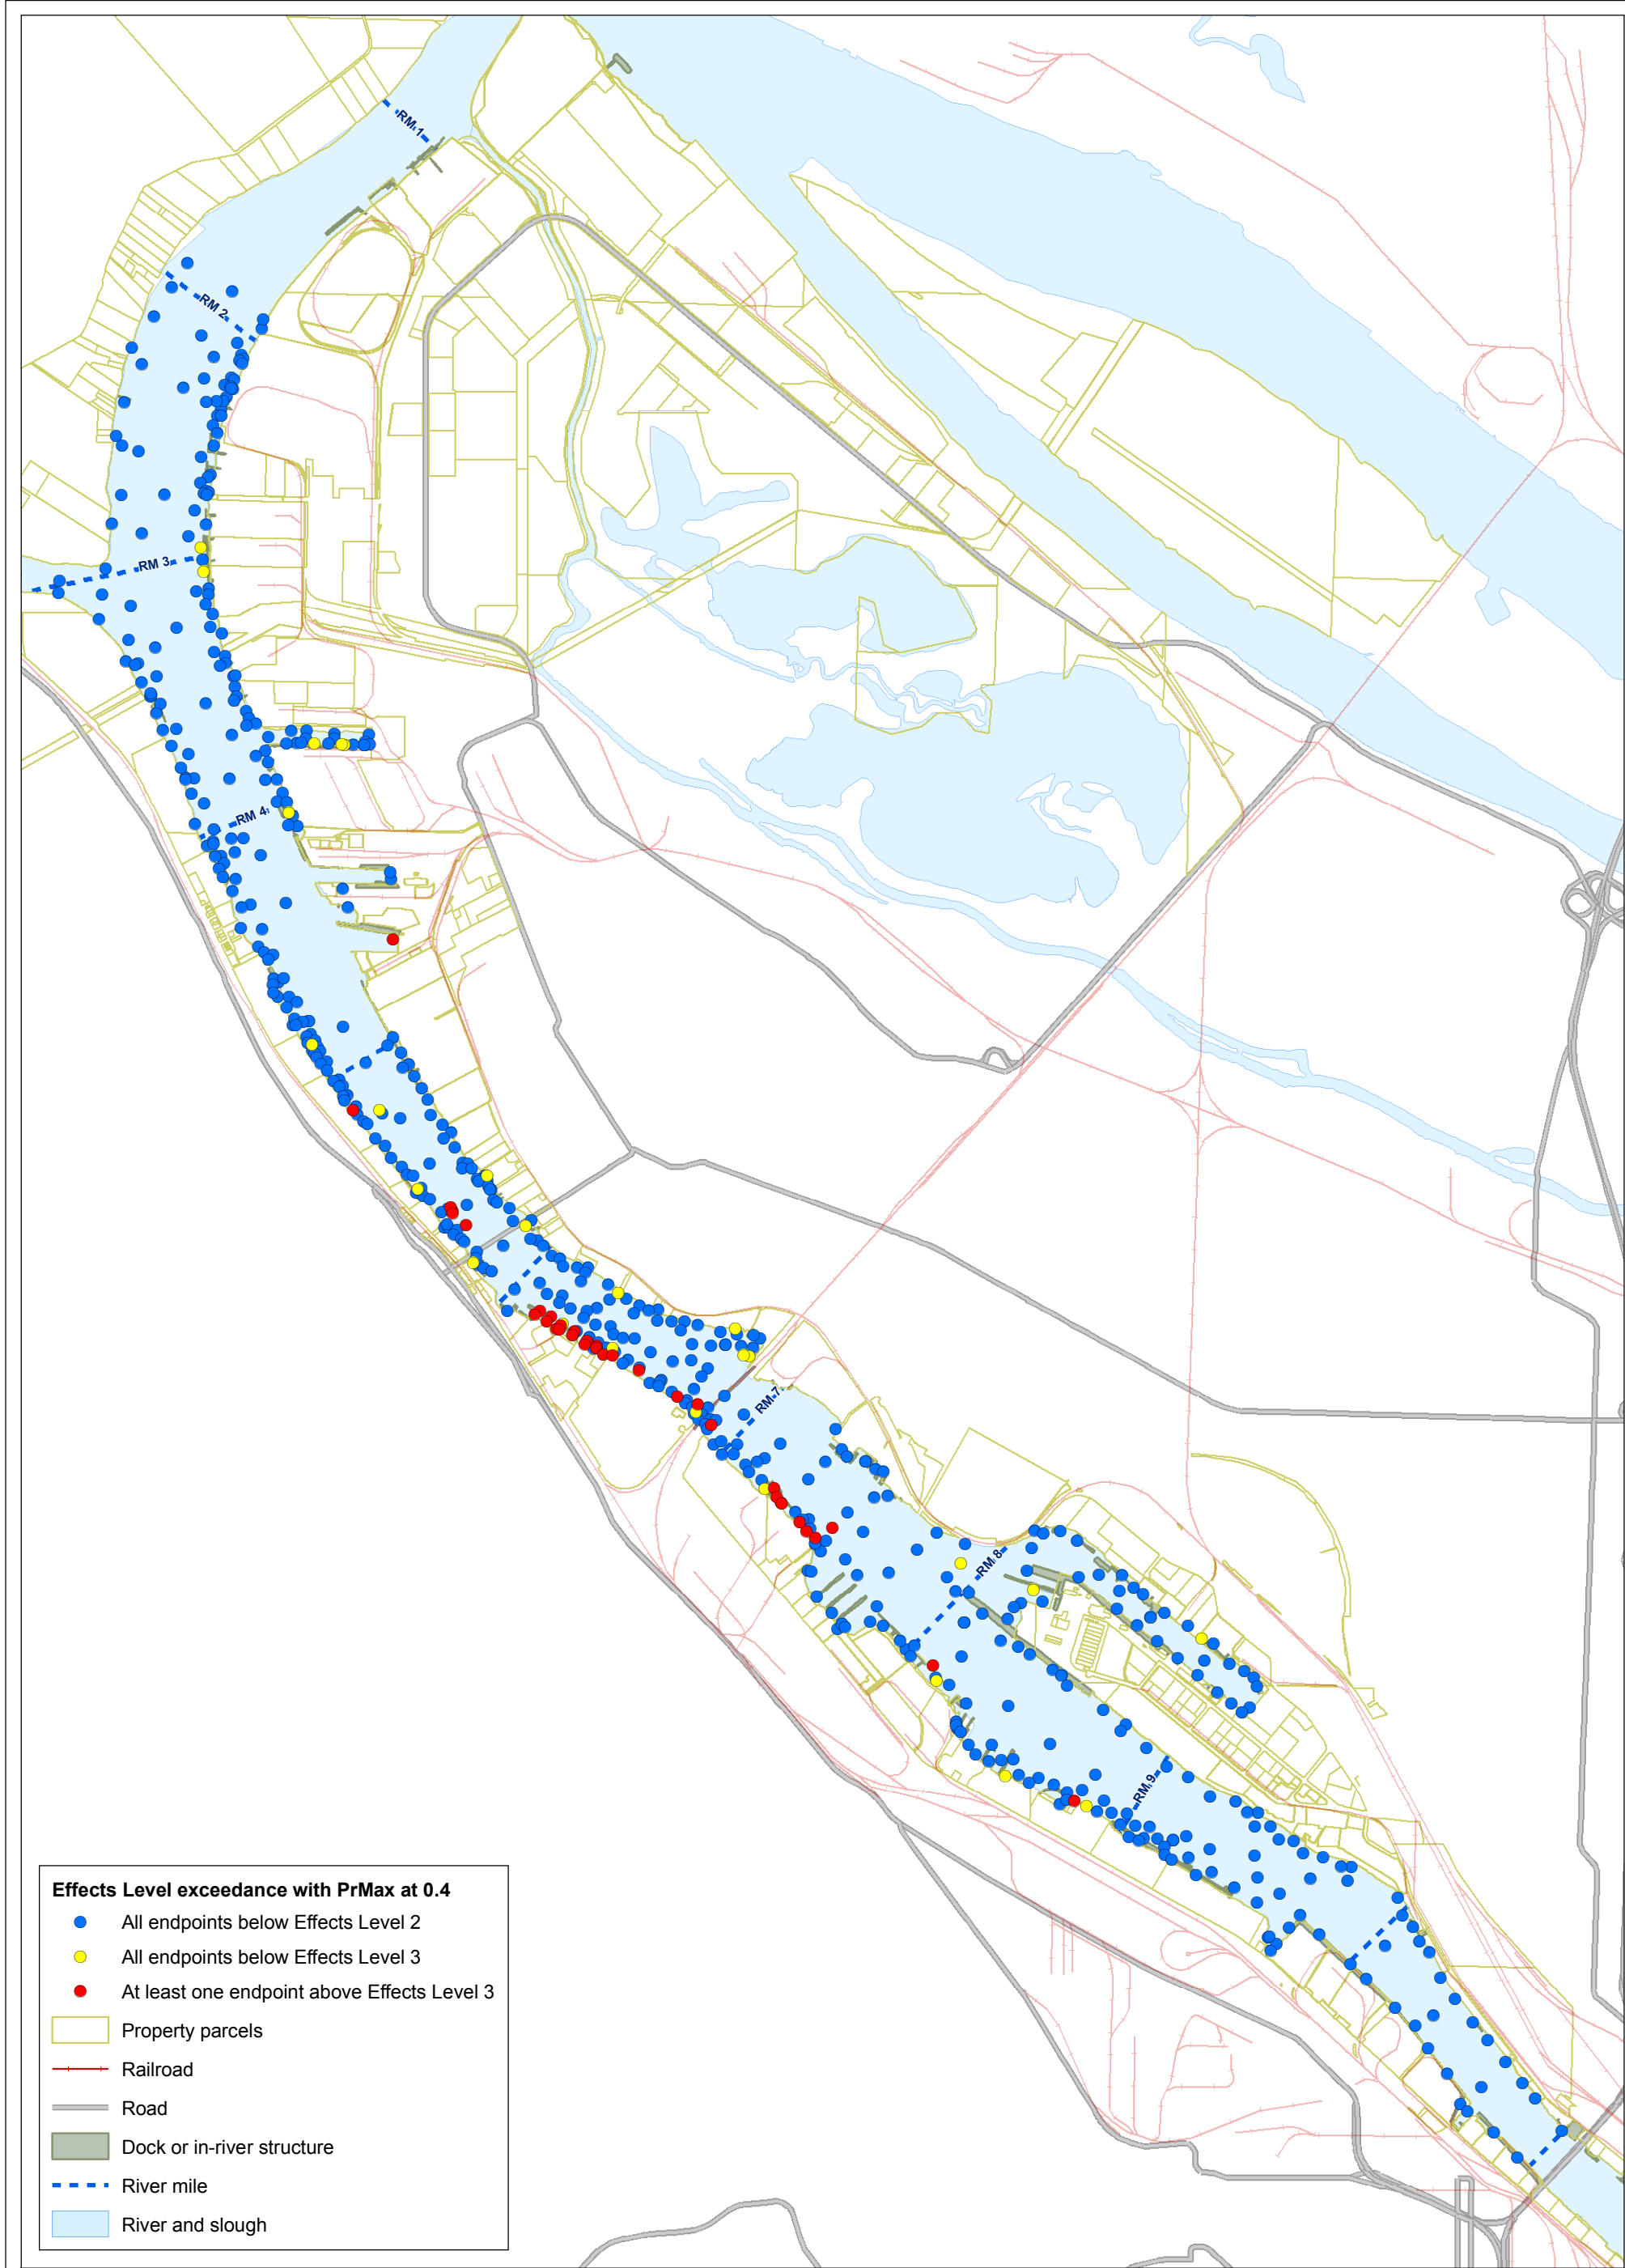 RM 1
RM 2
RM 3
RM 4
RM 7
RM 8
RM 9
Effects Level exceedance with PrMax at 0.4
All endpoints below Effects Level 2
All endpoints below Effects Level 3
At least one endpoint above Effects Level 3
Property parcels
Railroad
Road
Dock or in-river structure
River mile
River and slough